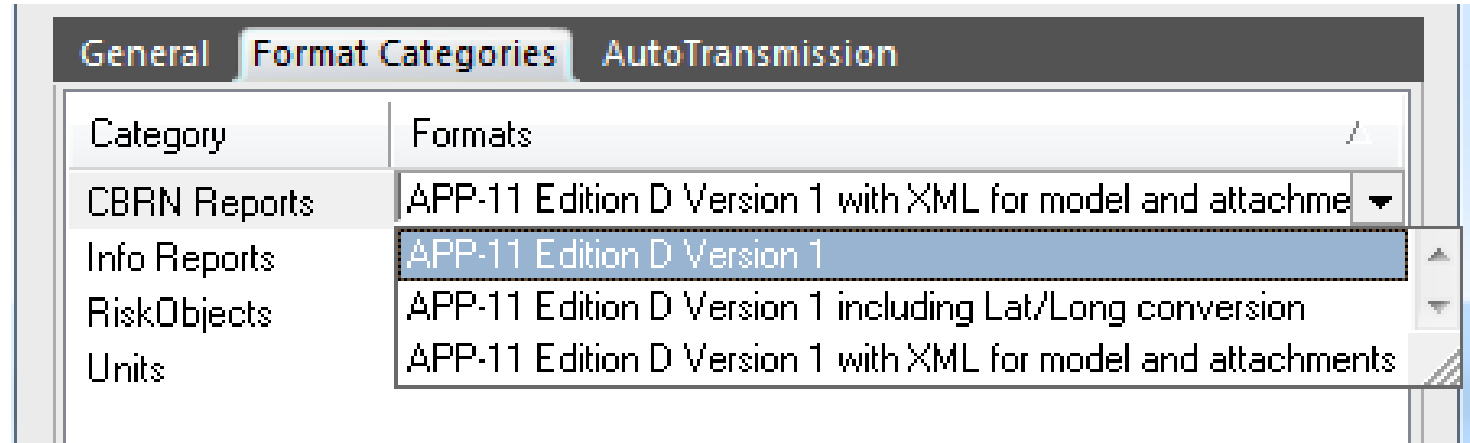 General Format Categories AutoTransmission
Category Formats
CBRN Reports APP-11 Edition D Version 1 with XML for model and attachme
Info Reports APP-11 Edition D Version 1
RiskObjects APP-11 Edition D Version 1 including Lat/Long conversion
Units APP-11 Edition D Version 1 with XML for model and attachments